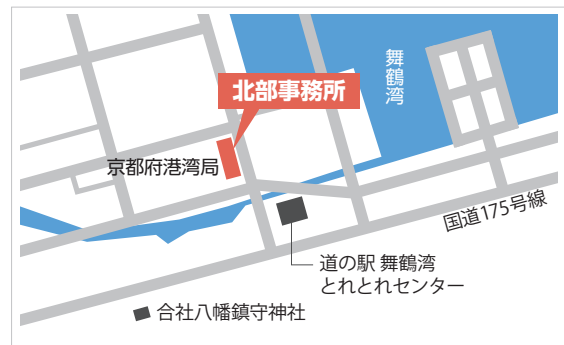 舞鶴湾
北部事務所
京都府港湾局
国道175号線
道の駅 舞鶴湾
とれとれセンター
合社八幡鎮守神社